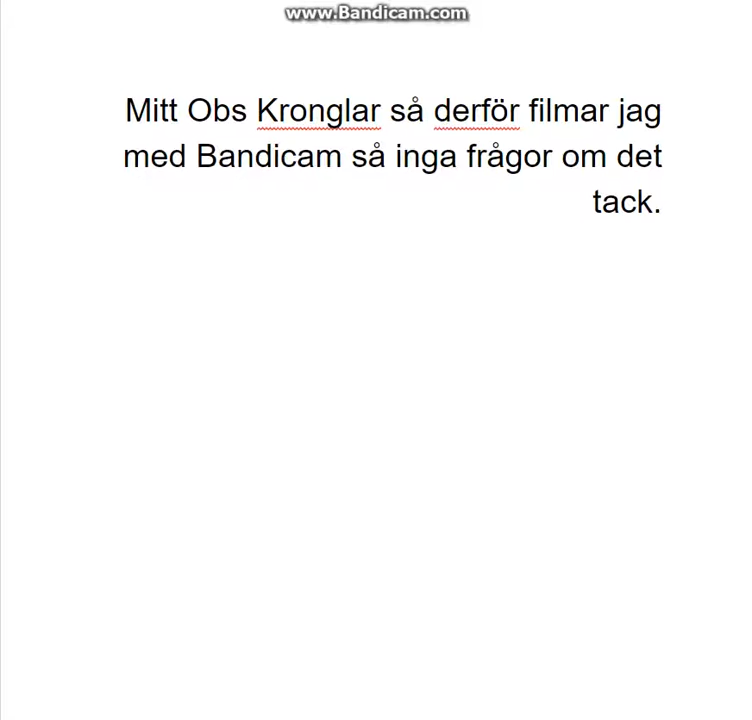 www.Bandicam.com
Mitt Obs Kronglar så derför filmar jag
med Bandicam så inga frågor om det
tack.